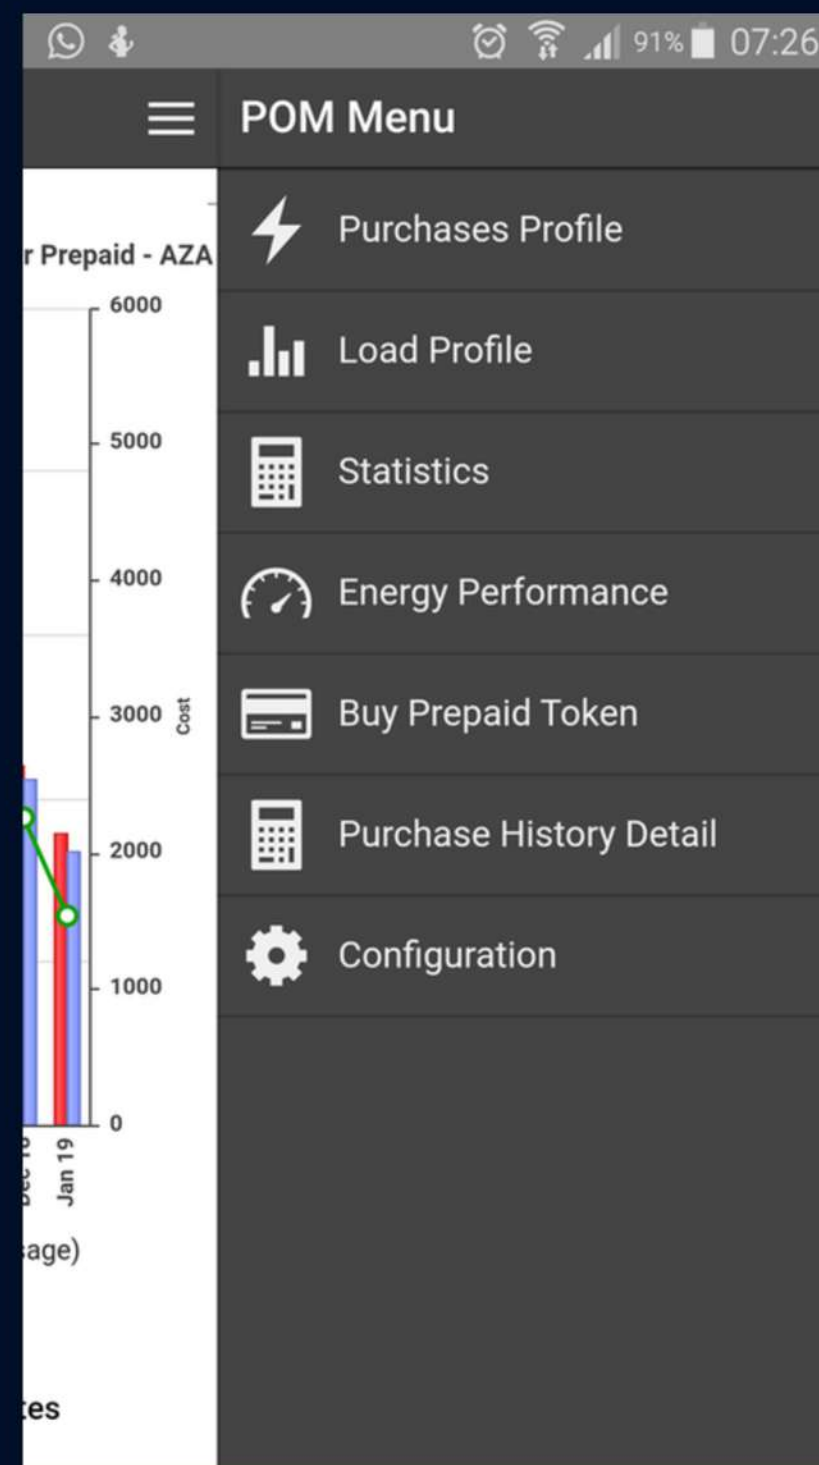 91% 07:26
POM Menu
r Prepaid - AZA
6000
5000
4000
3000
2000
1000
0
Cost
Jan 19
sage)
tes
Purchases Profile
Load Profile
Statistics
Energy Performance
Buy Prepaid Token
Purchase History Detail
Configuration